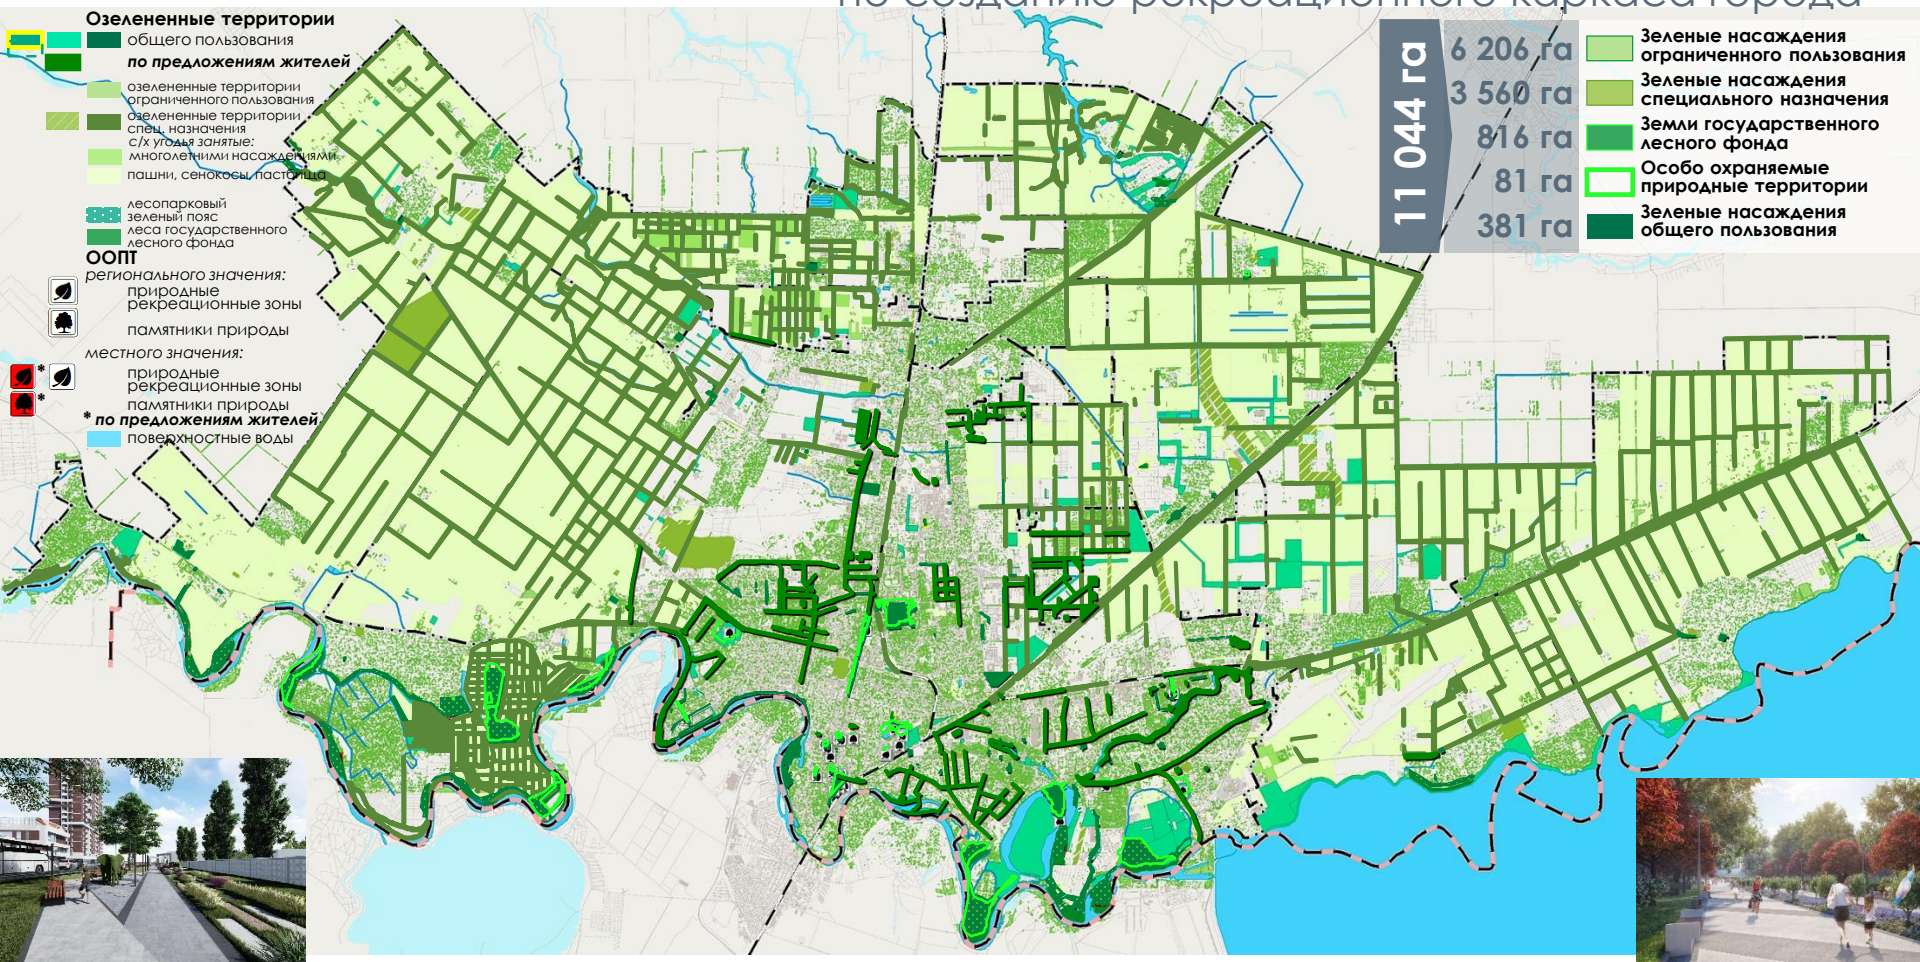 по созданию рекреационного каркаса города
Озелененные территории
общего пользования
по предложениям жителей
озелененные территории
ограниченного пользования
озелененные территории
спец. назначения
с/х угодья занятые:
многолетними насаждениями
пашни, сенокосы, пастбища
лесопарковый
зеленый пояс
леса государственного
лесного фонда
ООПТ
регионального значения:
природные
рекреационные зоны
памятники природы
местного значения:
*
природные
рекреационные зоны
*
памятники природы
* по предложениям жителей
поверхностные воды
11 044 га
6 206 га
Зеленые насаждения
ограниченного пользования
3 560 га
Зеленые насаждения
специального назначения
816 га
Земли государственного
лесного фонда
81 га
Особо охраняемые
природные территории
381 га
Зеленые насаждения
общего пользования